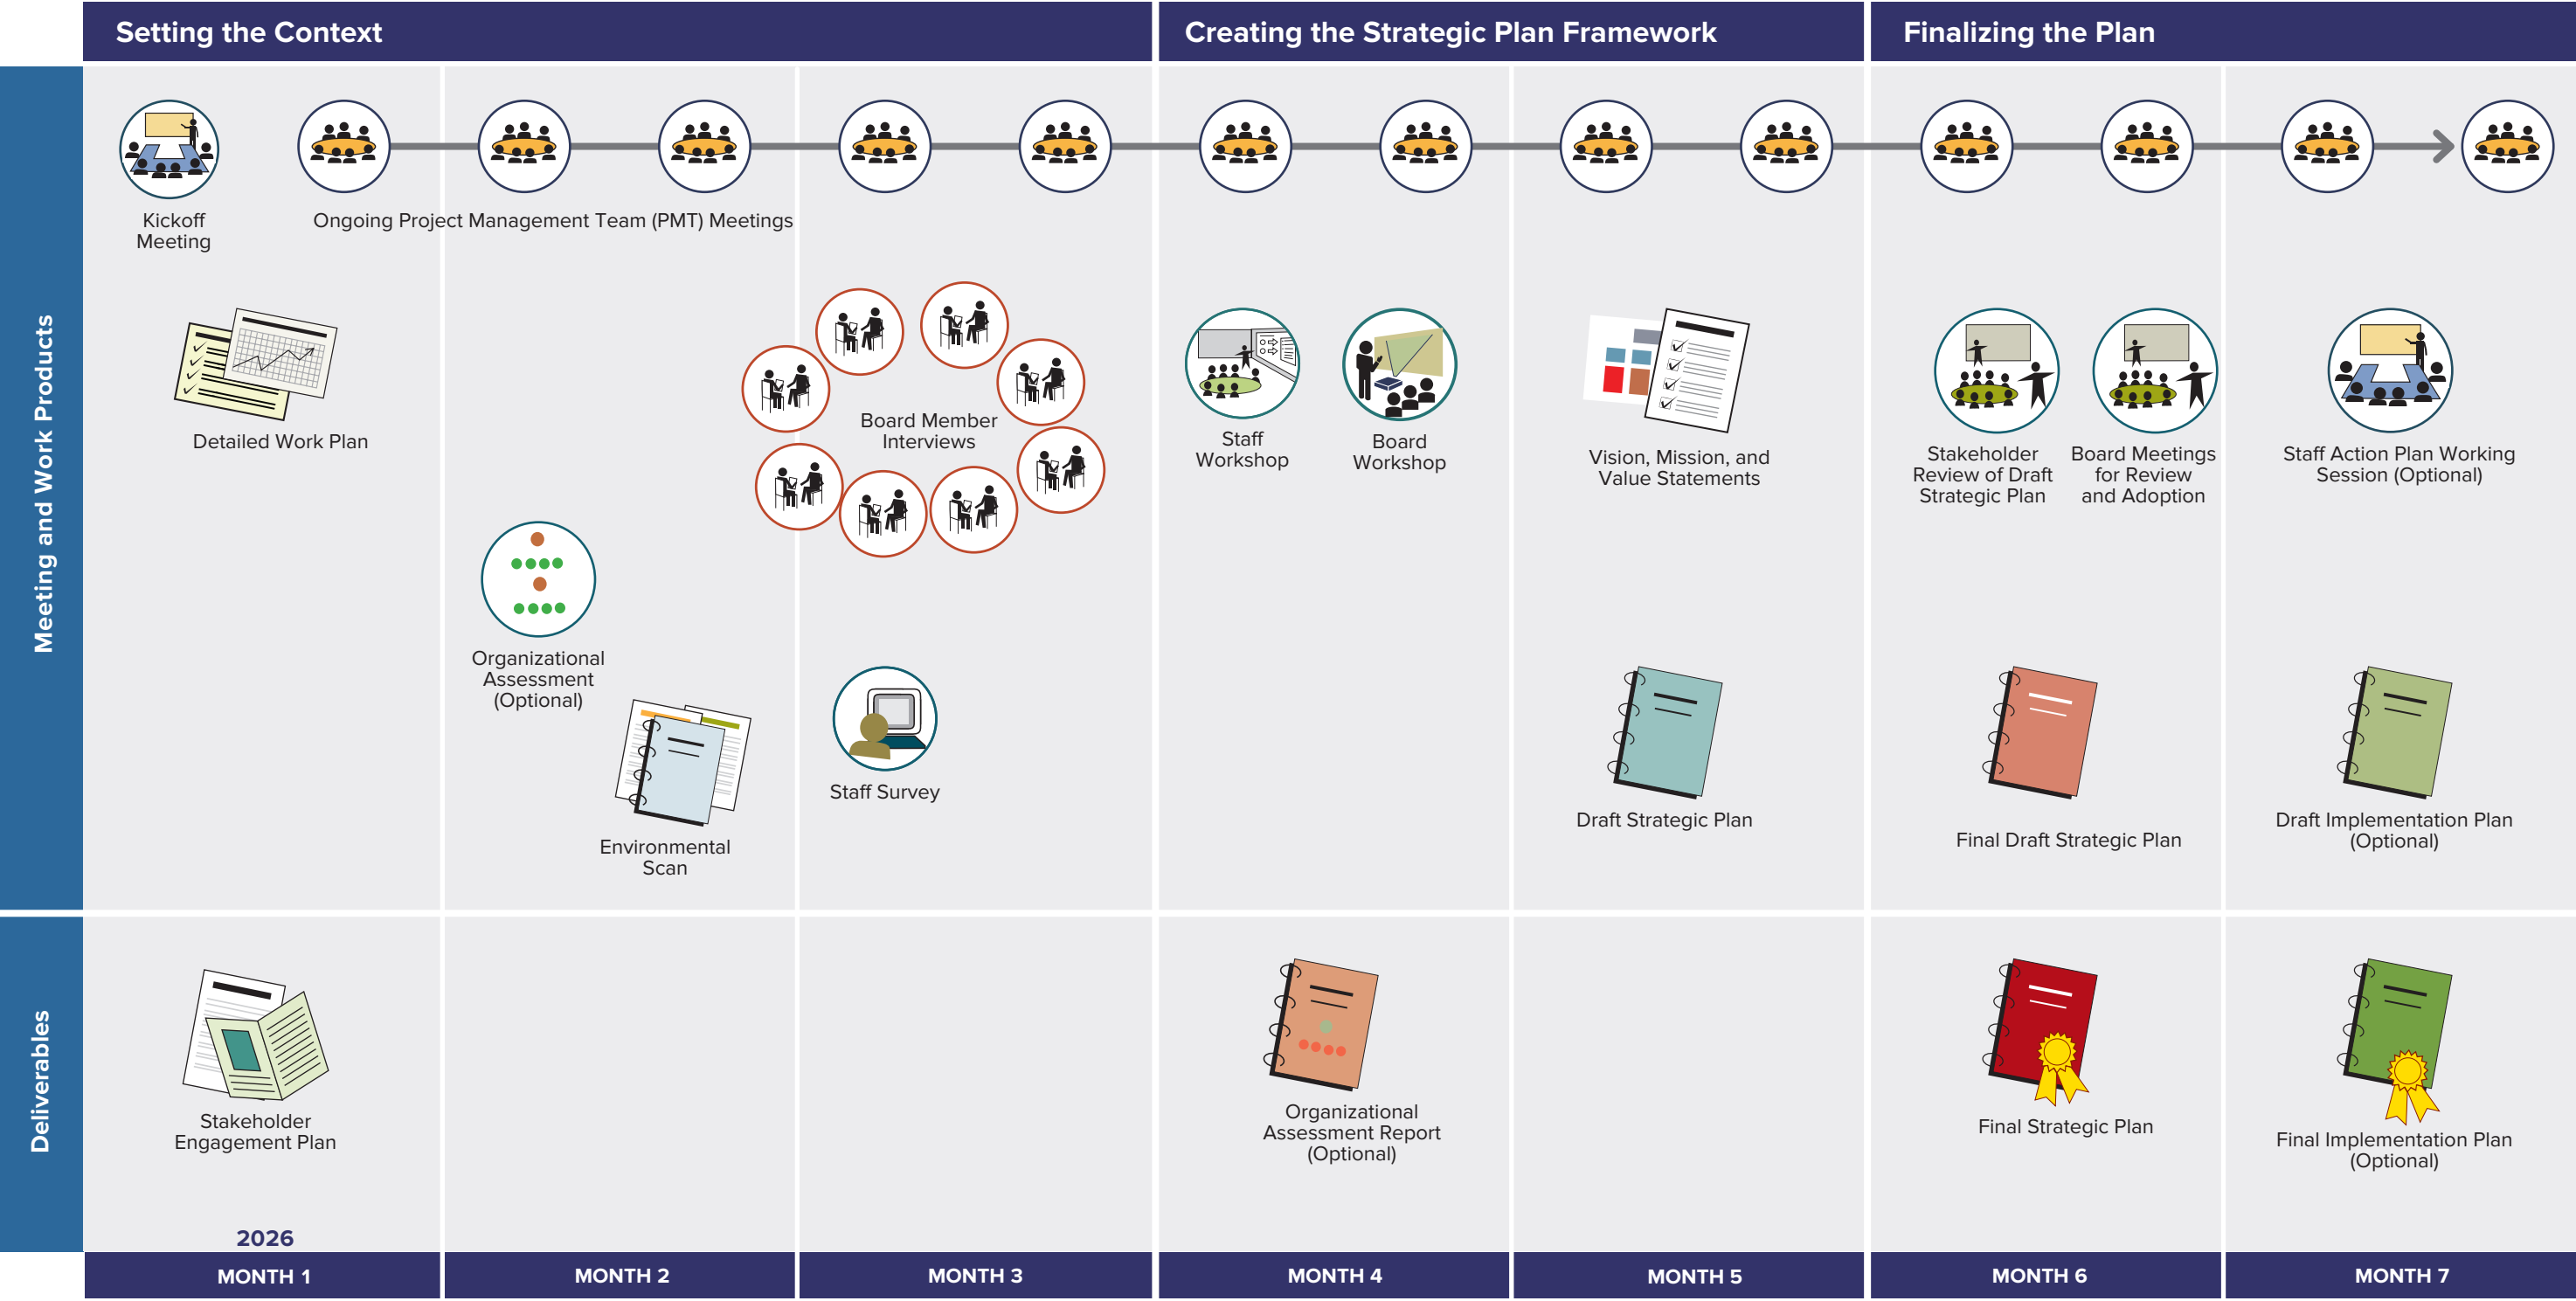 Setting the Context
Creating the Strategic Plan Framework
Finalizing the Plan
Meeting and Work Products
Kickoff
Meeting
Ongoing Project Management Team (PMT) Meetings
Detailed Work Plan
Board Member
Interviews
Staff
Workshop
Board
Workshop
Vision, Mission, and
Value Statements
Stakeholder
Review of Draft
Strategic Plan
Board Meetings
for Review
and Adoption
Staff Action Plan Working
Session (Optional)
Organizational
Assessment
(Optional)
Environmental
Scan
Staff Survey
Draft Strategic Plan
Final Draft Strategic Plan
Draft Implementation Plan
(Optional)
Deliverables
Stakeholder
Engagement Plan
Organizational
Assessment Report
(Optional)
Final Strategic Plan
Final Implementation Plan
(Optional)
2026
MONTH 1
MONTH 2
MONTH 3
MONTH 4
MONTH 5
MONTH 6
MONTH 7